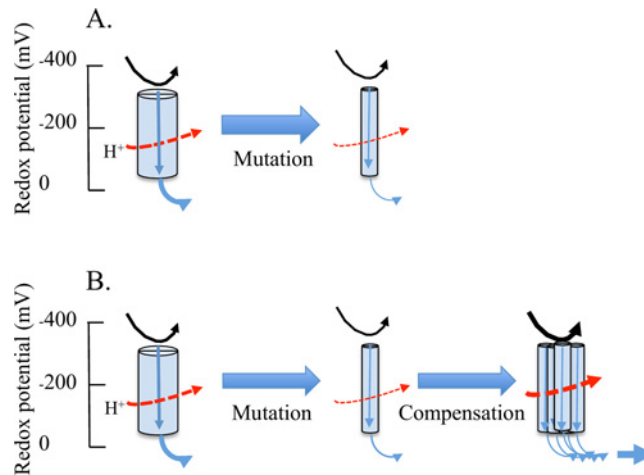 A.
Redox potential (mV)
-400
-200
0
H⁺
Mutation
B.
Redox potential (mV)
-400
-200
0
H⁺
Mutation
Compensation